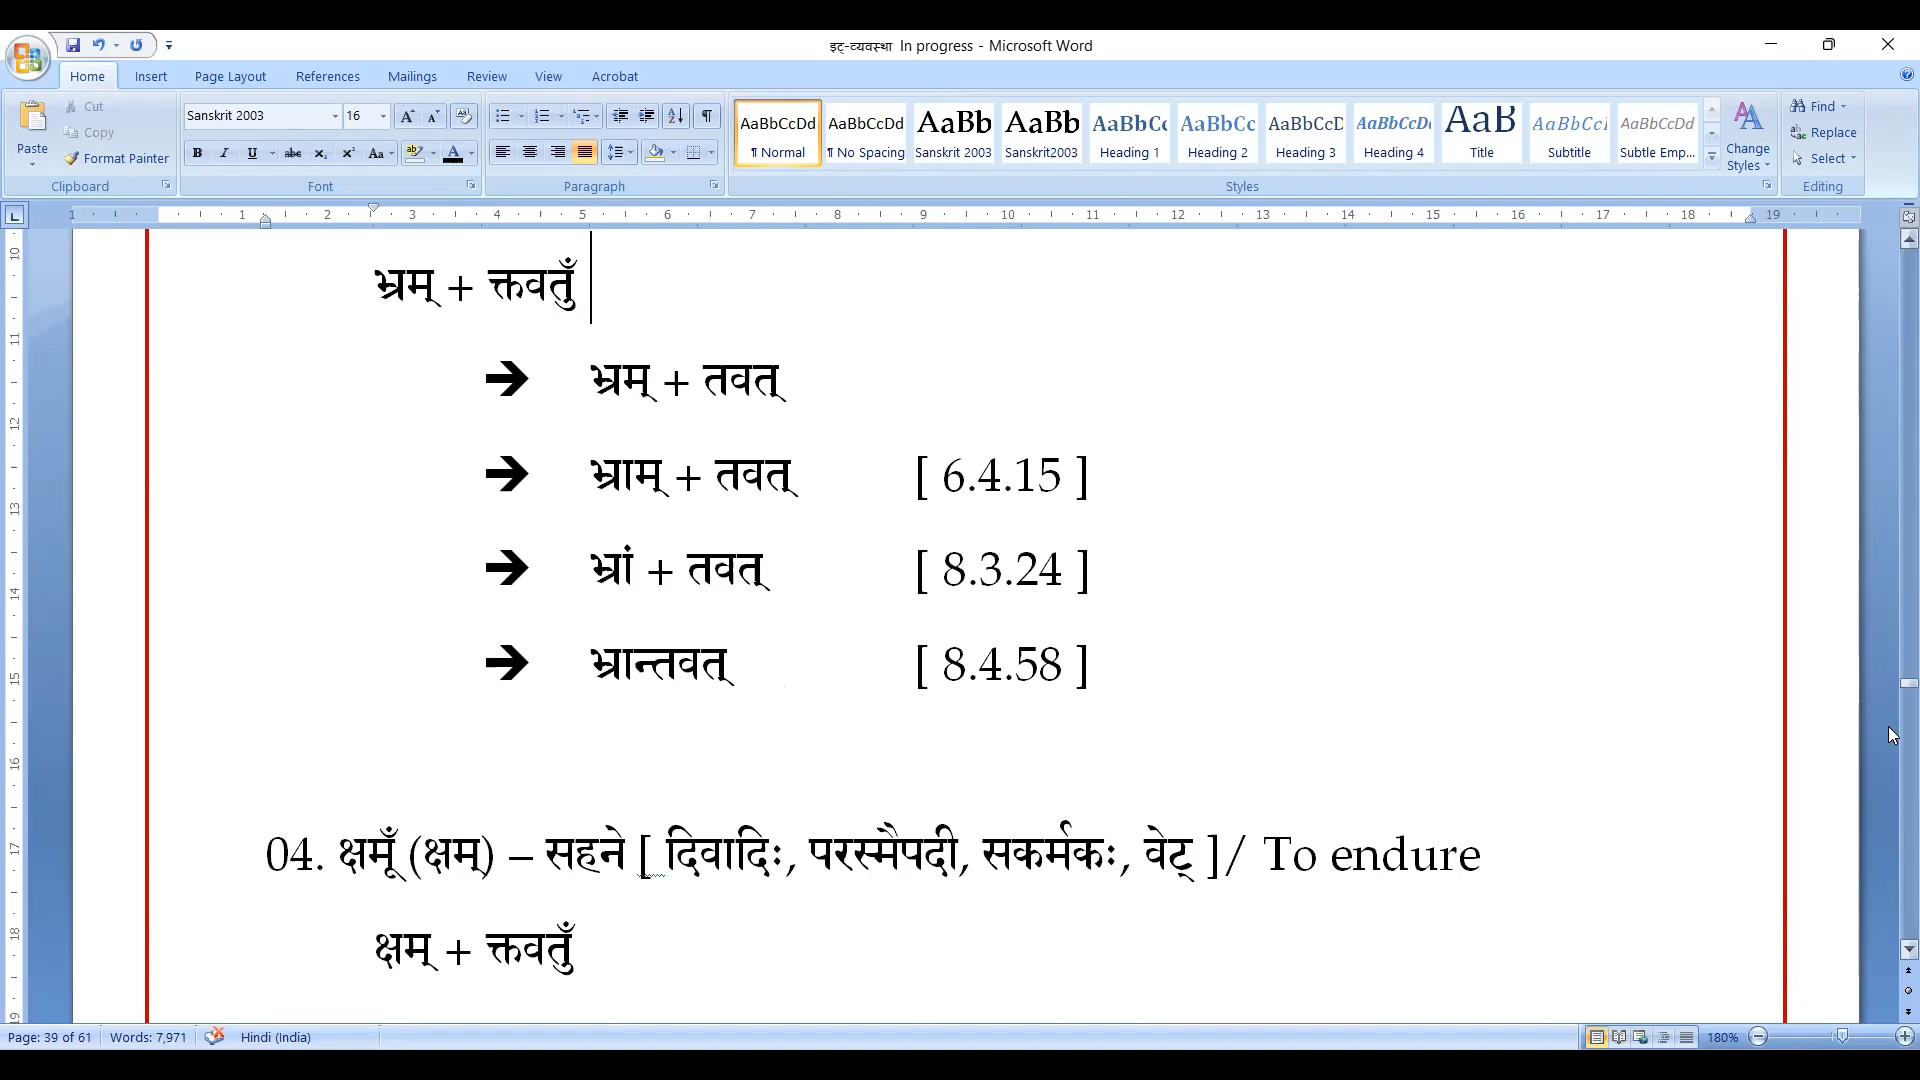 इट्-व्यवस्था In progress - Microsoft Word
Home Insert Page Layout References Mailings Review View Acrobat
Paste
Cut
Copy
Format Painter
Clipboard
Sanskrit 2003 16
Font
Paragraph
AaBbCcDd AaBbCcDd AaBb AaBb AaBbCc AaBbCc AaBbCcD AaBbCcDc AaB AaBbCcI AaBbCcDd
¶ Normal ¶ No Spacing Sanskrit 2003 Sanskrit2003 Heading 1 Heading 2 Heading 3 Heading 4 Title Subtitle Subtle Emp...
Change Styles
Styles
Find
Replace
Select
Editing
भ्रम् + क्तवतुँ
➔ भ्रम् + तवत्
➔ भ्राम् + तवत् [ 6.4.15 ]
➔ भ्रां + तवत् [ 8.3.24 ]
➔ भ्रान्तवत् [ 8.4.58 ]
04. क्षमूँ (क्षम्) – सहने [ दिवादिः, परस्मैपदी, सकर्मकः, वेट् ]/ To endure
क्षम् + क्तवतुँ
Page: 39 of 61 Words: 7,971 Hindi (India) 180%